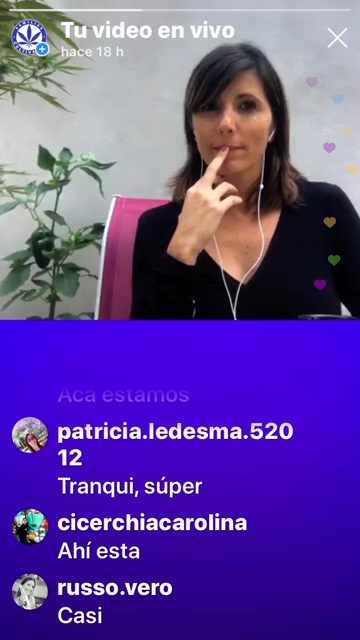 Tu video en vivo
hace 18 h
Acá estamos
patricia.ledesma.520
12
Tranqui, súper
cicerchiacarolina
Ahí esta
russo.vero
Casi